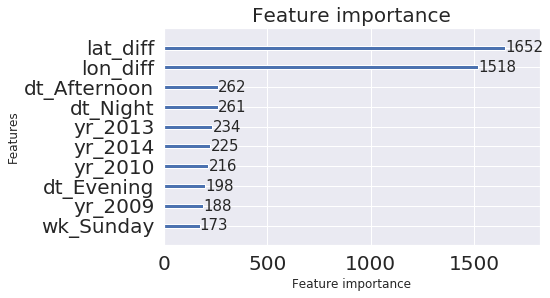 Feature importance
Features
lat_diff 1652
lon_diff 1518
dt_Afternoon 262
dt_Night 261
yr_2013 234
yr_2014 225
yr_2010 216
dt_Evening 198
yr_2009 188
wk_Sunday 173
0 500 1000 1500
Feature importance